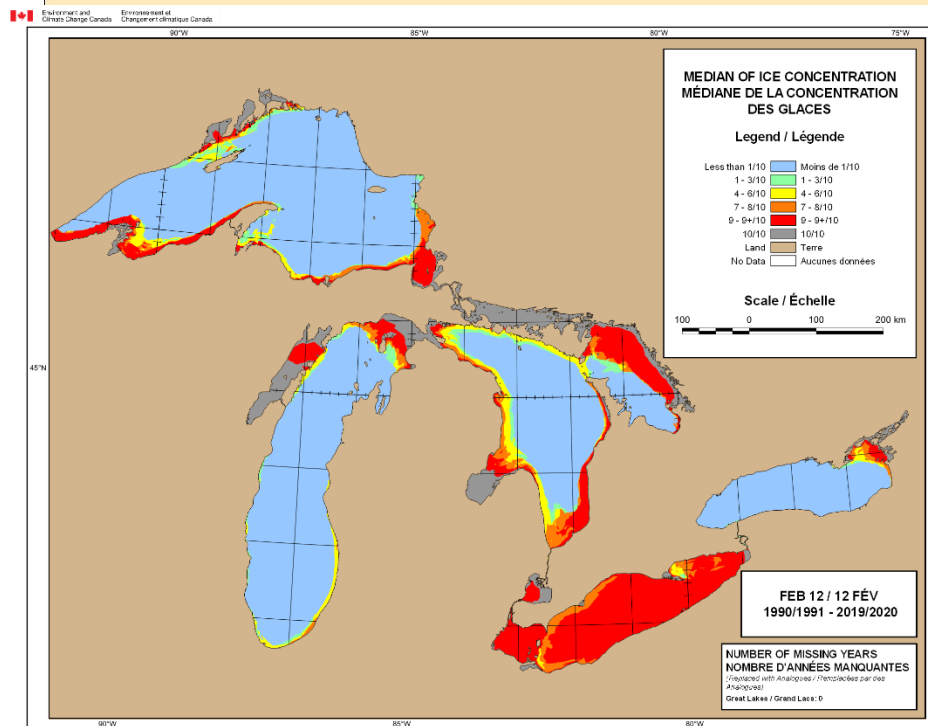 Environment and Environnement et
Climate Change Canada Changement climatique Canada
90°W 85°W 80°W 75°W
MEDIAN OF ICE CONCENTRATION
MÉDIANE DE LA CONCENTRATION
DES GLACES
Legend / Légende
Less than 1/10 Moins de 1/10
1 - 3/10 1 - 3/10
4 - 6/10 4 - 6/10
7 - 8/10 7 - 8/10
9 - 9+/10 9 - 9+/10
10/10 10/10
Land Terre
No Data Aucunes données
Scale / Échelle
100 0 100 200 km
45°N
FEB 12 / 12 FÉV
1990/1991 - 2019/2020
NUMBER OF MISSING YEARS
NOMBRE D'ANNÉES MANQUANTES
(Replaced with Analogues / Remplacées par des
Analogues)
Great Lakes / Grand Lacs: 0
90°W 85°W 80°W